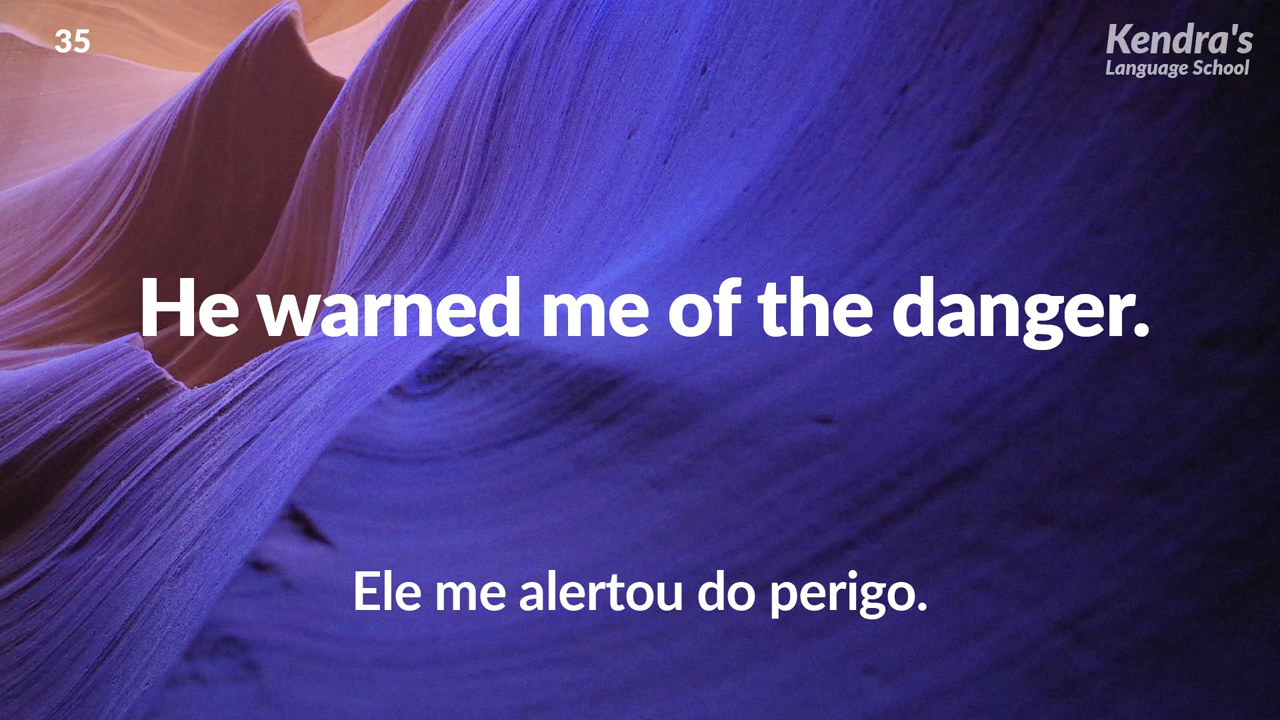 35
Kendra's
Language School
He warned me of the danger.
Ele me alertou do perigo.